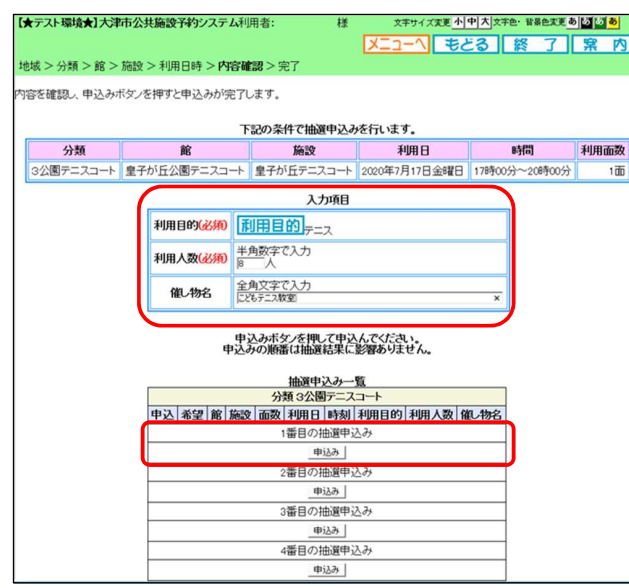 【★テスト環境★】大津市公共施設予約システム利用者: 様 文字サイズ変更 小 中 大 文字色・背景色変更 あ あ あ あ
メニューへ もどる 終了 案内
地域 > 分類 > 館 > 施設 > 利用日時 > 内容確認 > 完了
内容を確認し、申込みボタンを押すと申込みが完了します。
下記の条件で抽選申込みを行います。
分類 館 施設 利用日 時間 利用面数
3公園テニスコート 皇子が丘公園テニスコート 皇子が丘テニスコート 2020年7月17日金曜日 17時00分~20時00分 1面
入力項目
利用目的(必須) 利用目的 テニス
利用人数(必須) 半角数字で入力
8 人
催し物名 全角文字で入力
こどもテニス教室 ×
申込みボタンを押して申込んでください。
申込みの順番は抽選結果に影響ありません。
抽選申込み一覧
分類 3公園テニスコート
申込 希望 館 施設 面数 利用日 時刻 利用目的 利用人数 催し物名
1番目の抽選申込み
申込み
2番目の抽選申込み
申込み
3番目の抽選申込み
申込み
4番目の抽選申込み
申込み